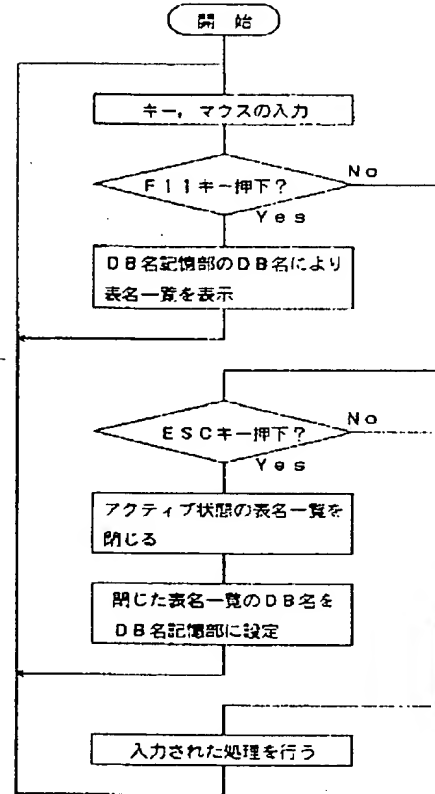 開 始
キー，マウスの入力
F11キー押下？
No
Yes
DB名記憶部のDB名により
表名一覧を表示
ESCキー押下？
No
Yes
アクティブ状態の表名一覧を
閉じる
閉じた表名一覧のDB名を
DB名記憶部に設定
入力された処理を行う